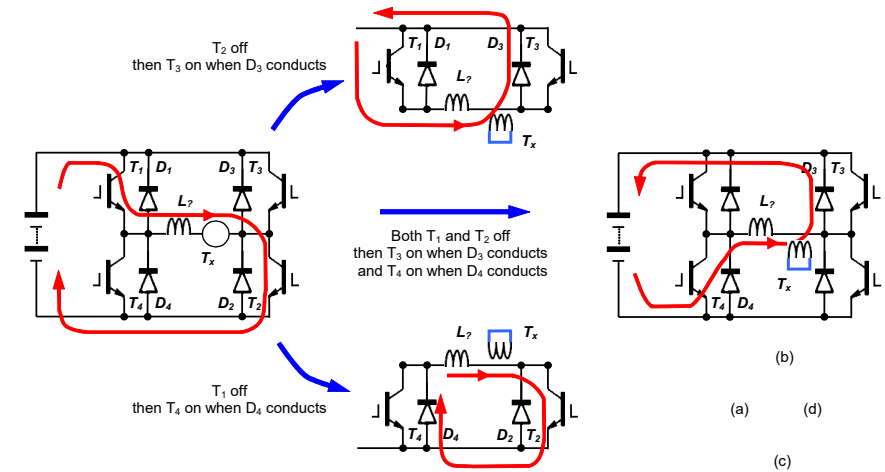 T2 off
then T3 on when D3 conducts
T1 D1 D3 T3
L?
Tx
T1 D1 D3 T3
L?
Tx
T4 D4 D2 T2
Both T1 and T2 off
then T3 on when D3 conducts
and T4 on when D4 conducts
D3 T3
L?
Tx
T4 D4
L? Tx
T4 D4 D2 T2
T1 off
then T4 on when D4 conducts
(b)
(a) (d)
(c)